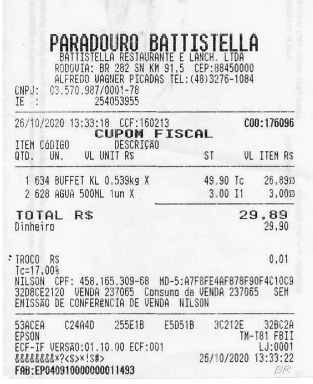 PARADOURO BATTISTELLA
BATTISTELLA RESTAURANTE E LANCH. LTDA
RODOVIA: BR 282 SN KM 91,5 CEP:88450000
ALFREDO WAGNER PICADAS TEL:(48)3276-1084
CNPJ: 03.570.987/0001-78
IE : 254053955
26/10/2020 13:33:18 CCF:160213 COO:176096
CUPOM FISCAL
ITEM CÓDIGO DESCRIÇÃO
QTD. UN. VL UNIT R$ ST VL ITEM R$
1 634 BUFFET KL 0.539kg X 49,90 Tc 26,89
2 628 AGUA 500ML 1un X 3,00 I1 3,00
TOTAL R$ 29,89
Dinheiro 29,90
TROCO R$ 0,01
Tc=17,00%
NILSON CPF: 458.165.309-68 MD-5:A7F8FE4AF878F90F4C10C9
32D8CE2120 VENDA 237065 Consumo da VENDA 237065 SEM
EMISSÃO DE CONFERENCIA DE VENDA NILSON
53ACEA C24A4D 255E1B E5D51B 3C212E 32BC2A
EPSON TM-T81 FBII
ECF-IF VERSÃO:01.10.00 ECF:001 LJ:0001
&&&&&&&&*?<S>*!S#> 26/10/2020 13:33:22
FAB:EP040910000000011493 BR